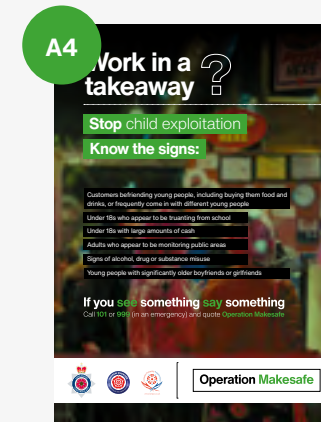 A4
Work in a
takeaway ?
Stop child exploitation
Know the signs:
Customers befriending young people, including buying them food and
drinks, or frequently come in with different young people
Under 18s who appear to be truanting from school
Under 18s with large amounts of cash
Adults who appear to be monitoring public areas
Signs of alcohol, drug or substance misuse
Young people with significantly older boyfriends or girlfriends
If you see something say something
Call 101 or 999 (in an emergency) and quote Operation Makesafe
Operation Makesafe